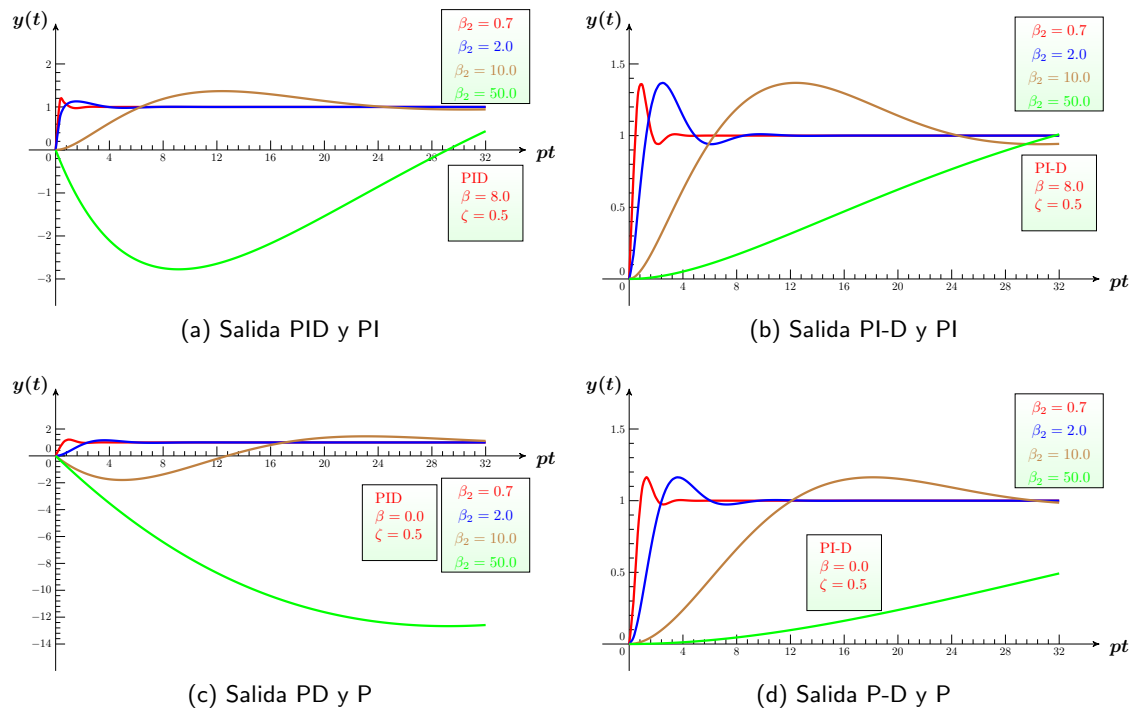 y(t)
β₂ = 0.7
β₂ = 2.0
β₂ = 10.0
β₂ = 50.0
2
1
0
0
4
8
12
16
20
24
28
32
pt
−1
−2
−3
PID
β = 8.0
ζ = 0.5
(a) Salida PID y PI
y(t)
β₂ = 0.7
β₂ = 2.0
β₂ = 10.0
β₂ = 50.0
1.5
1
0.5
0
0
4
8
12
16
20
24
28
32
pt
PI-D
β = 8.0
ζ = 0.5
(b) Salida PI-D y PI
y(t)
2
0
0
4
8
12
16
20
24
28
32
pt
−2
−4
−6
−8
−10
−12
−14
PID
β = 0.0
ζ = 0.5
β₂ = 0.7
β₂ = 2.0
β₂ = 10.0
β₂ = 50.0
(c) Salida PD y P
y(t)
β₂ = 0.7
β₂ = 2.0
β₂ = 10.0
β₂ = 50.0
1.5
1
0.5
0
0
4
8
12
16
20
24
28
32
pt
PI-D
β = 0.0
ζ = 0.5
(d) Salida P-D y P